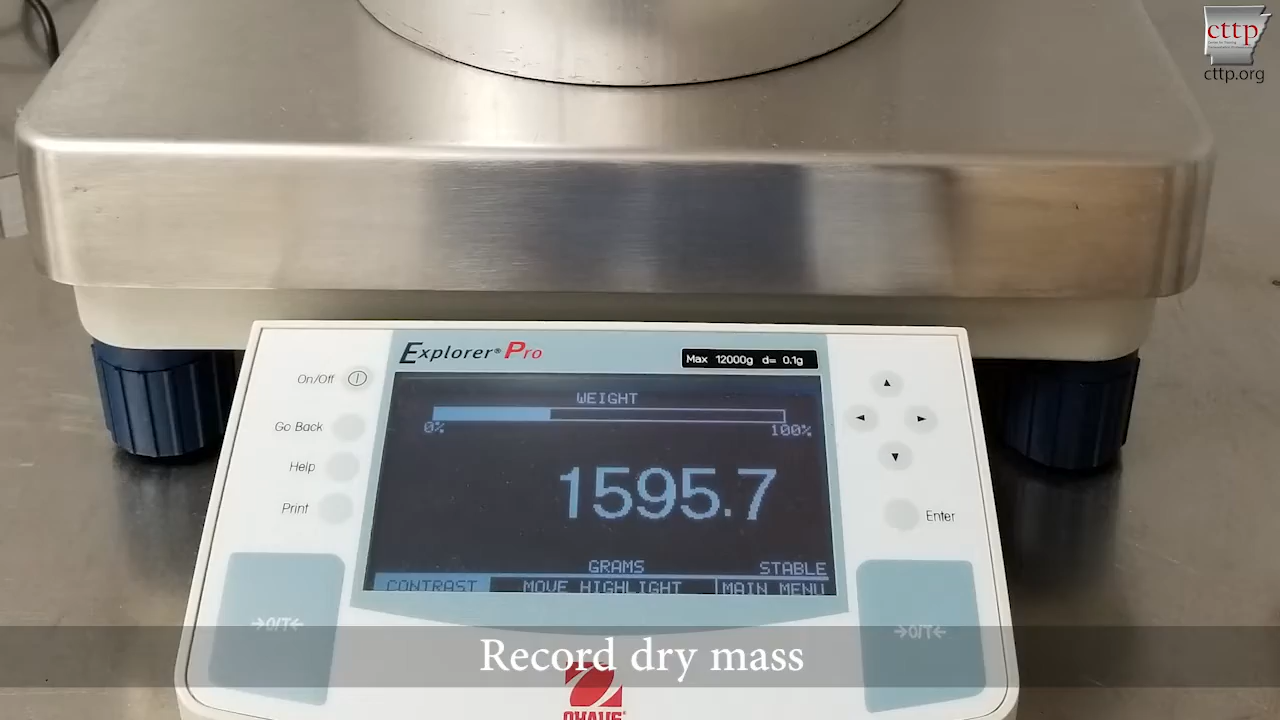 cttp
cttp.org
Explorer® Pro
Max 12000g d= 0.1g
On/Off
Go Back
Help
Print
WEIGHT
0%
100%
1595.7
GRAMS
STABLE
CONTRAST
MOVE HIGHLIGHT
MAIN MENU
Enter
→0/T←
→0/T←
Record dry mass
OHAUS®